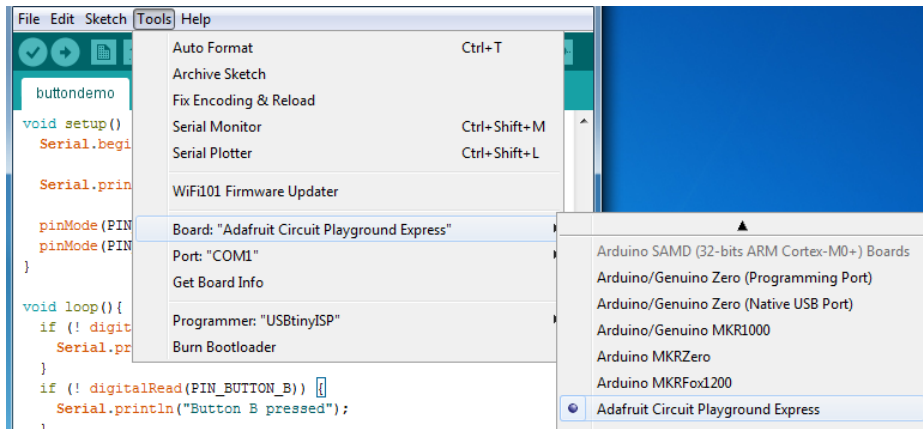 File Edit Sketch Tools Help
buttondemo
void setup()
Serial.begi
Serial.prin
pinMode(PIN
pinMode(PIN
}
void loop(){
if (! digit
Serial.pr
}
if (! digitalRead(PIN_BUTTON_B)) {
Serial.println("Button B pressed");
Auto Format Ctrl+T
Archive Sketch
Fix Encoding & Reload
Serial Monitor Ctrl+Shift+M
Serial Plotter Ctrl+Shift+L
WiFi101 Firmware Updater
Board: "Adafruit Circuit Playground Express"
Port: "COM1"
Get Board Info
Programmer: "USBtinyISP"
Burn Bootloader
Arduino SAMD (32-bits ARM Cortex-M0+) Boards
Arduino/Genuino Zero (Programming Port)
Arduino/Genuino Zero (Native USB Port)
Arduino/Genuino MKR1000
Arduino MKRZero
Arduino MKRFox1200
Adafruit Circuit Playground Express